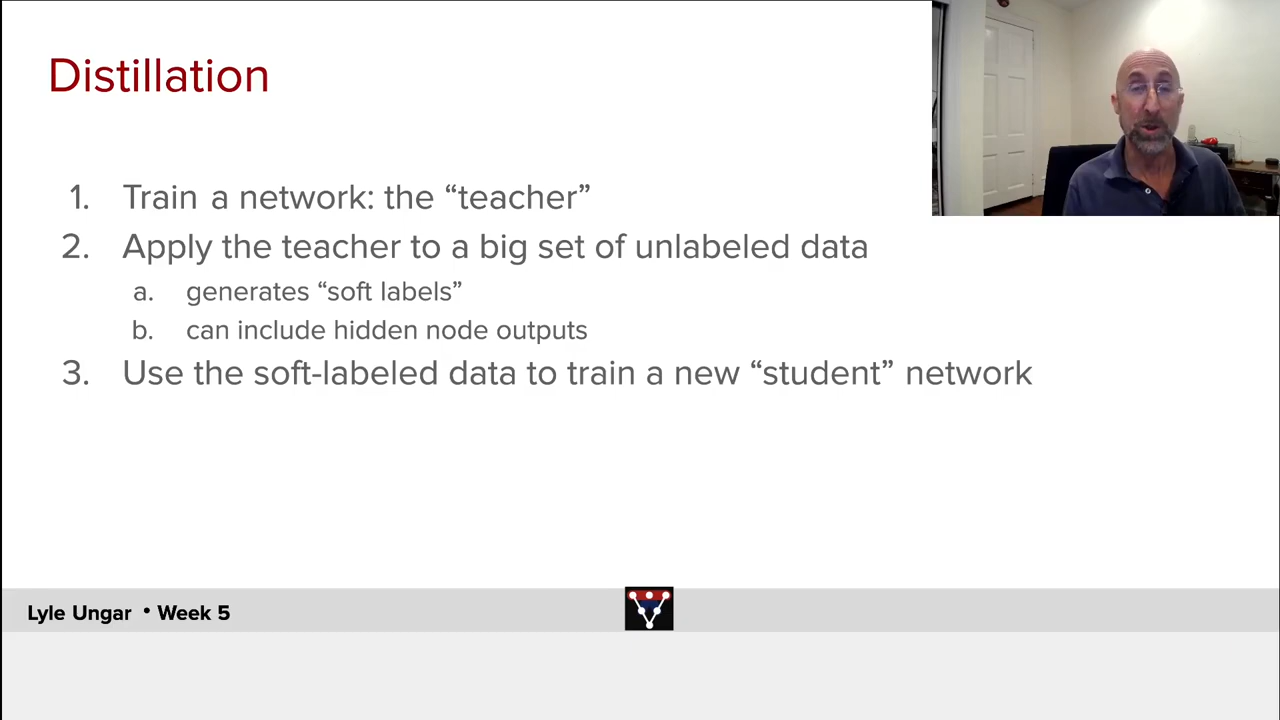 Distillation
1. Train a network: the “teacher”
2. Apply the teacher to a big set of unlabeled data
a. generates “soft labels”
b. can include hidden node outputs
3. Use the soft-labeled data to train a new “student” network
Lyle Ungar • Week 5